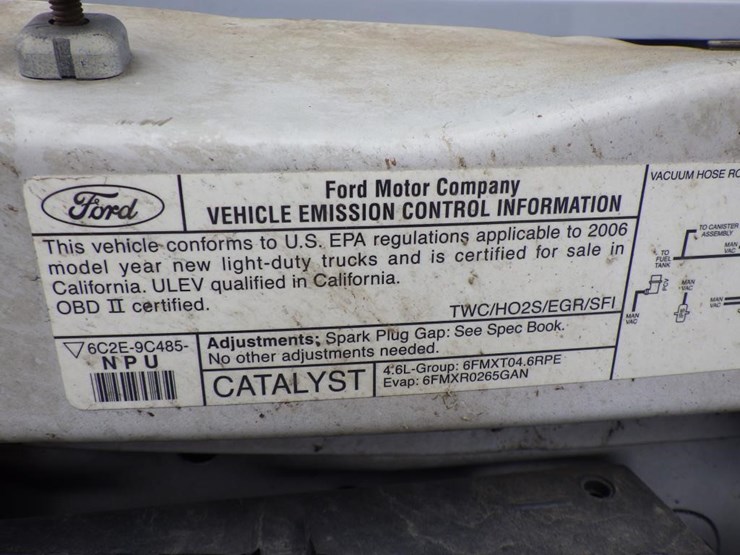 Ford
Ford Motor Company
VEHICLE EMISSION CONTROL INFORMATION
This vehicle conforms to U.S. EPA regulations applicable to 2006
model year new light-duty trucks and is certified for sale in
California. ULEV qualified in California.
OBD II certified.
TWC/HO2S/EGR/SFI
6C2E-9C485-
NPU
Adjustments: Spark Plug Gap: See Spec Book.
No other adjustments needed.
CATALYST
4.6L-Group: 6FMXT04.6RPE
Evap: 6FMXR0265GAN
VACUUM HOSE RO
TO CANISTER
ASSEMBLY
MAN
VAC
TO
FUEL
TANK
PCV
MAN
VAC
MAN
VAC
MAN
VAC